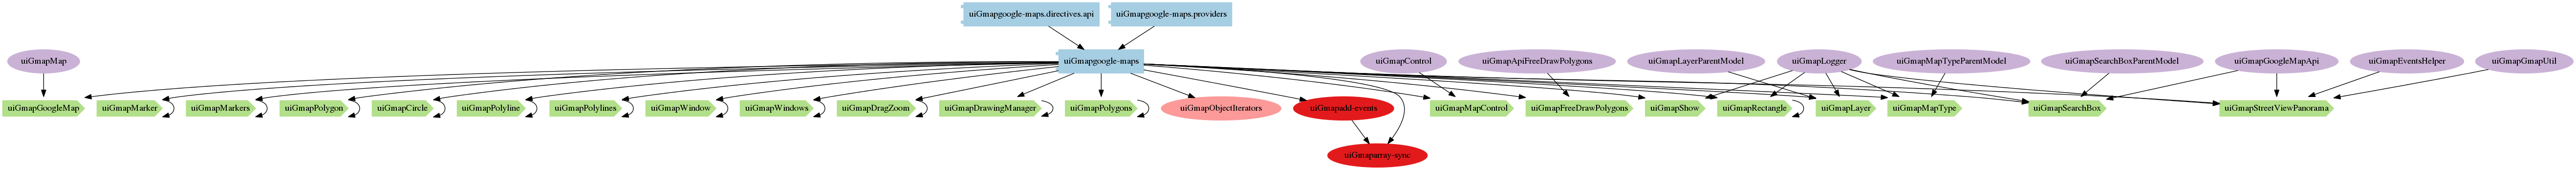 uiGmapgoogle-maps.directives.api
uiGmapgoogle-maps.providers
uiGmapMap
uiGmapgoogle-maps
uiGmapControl
uiGmapApiFreeDrawPolygons
uiGmapLayerParentModel
uiGmapLogger
uiGmapMapTypeParentModel
uiGmapSearchBoxParentModel
uiGmapGoogleMapApi
uiGmapEventsHelper
uiGmapGmapUtil
uiGmapGoogleMap
uiGmapMarker
uiGmapMarkers
uiGmapPolygon
uiGmapCircle
uiGmapPolyline
uiGmapPolylines
uiGmapWindow
uiGmapWindows
uiGmapDragZoom
uiGmapDrawingManager
uiGmapPolygons
uiGmapObjectIterators
uiGmapadd-events
uiGmapMapControl
uiGmapFreeDrawPolygons
uiGmapShow
uiGmapRectangle
uiGmapLayer
uiGmapMapType
uiGmapSearchBox
uiGmapStreetViewPanorama
uiGmaparray-sync